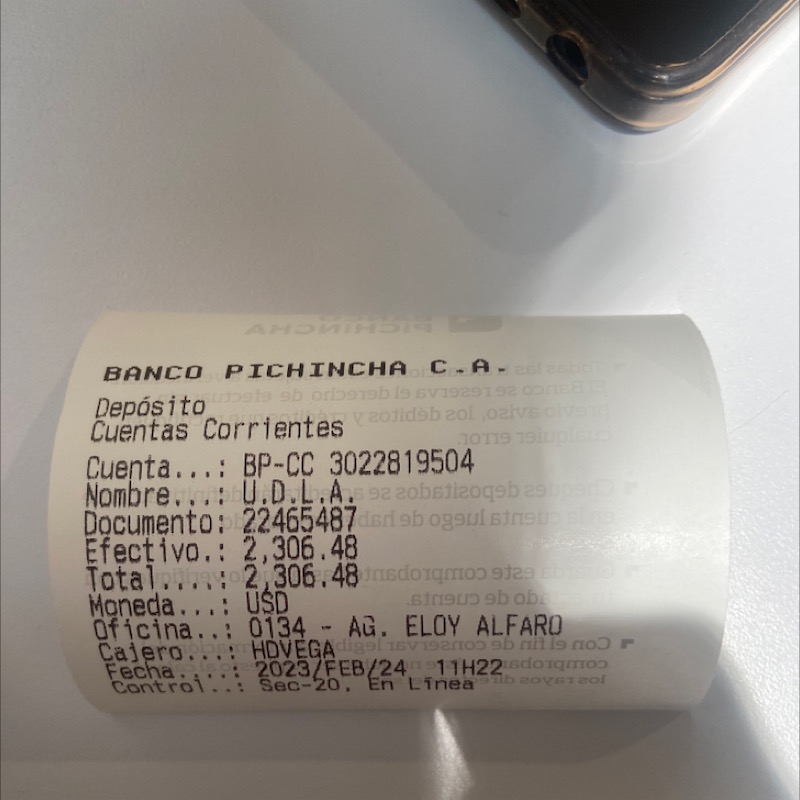 BANCO PICHINCHA C.A.
Depósito
Cuentas Corrientes
Cuenta...: BP-CC 3022819504
Nombre...: U.D.L.A.
Documento: 22465487
Efectivo.: 2,306.48
Total....: 2,306.48
Moneda...: USD
Oficina..: 0134 - AG. ELOY ALFARO
Cajero...: HDVEGA
Fecha....: 2023/FEB/24 11H22
Control..: Sec-20, En Línea